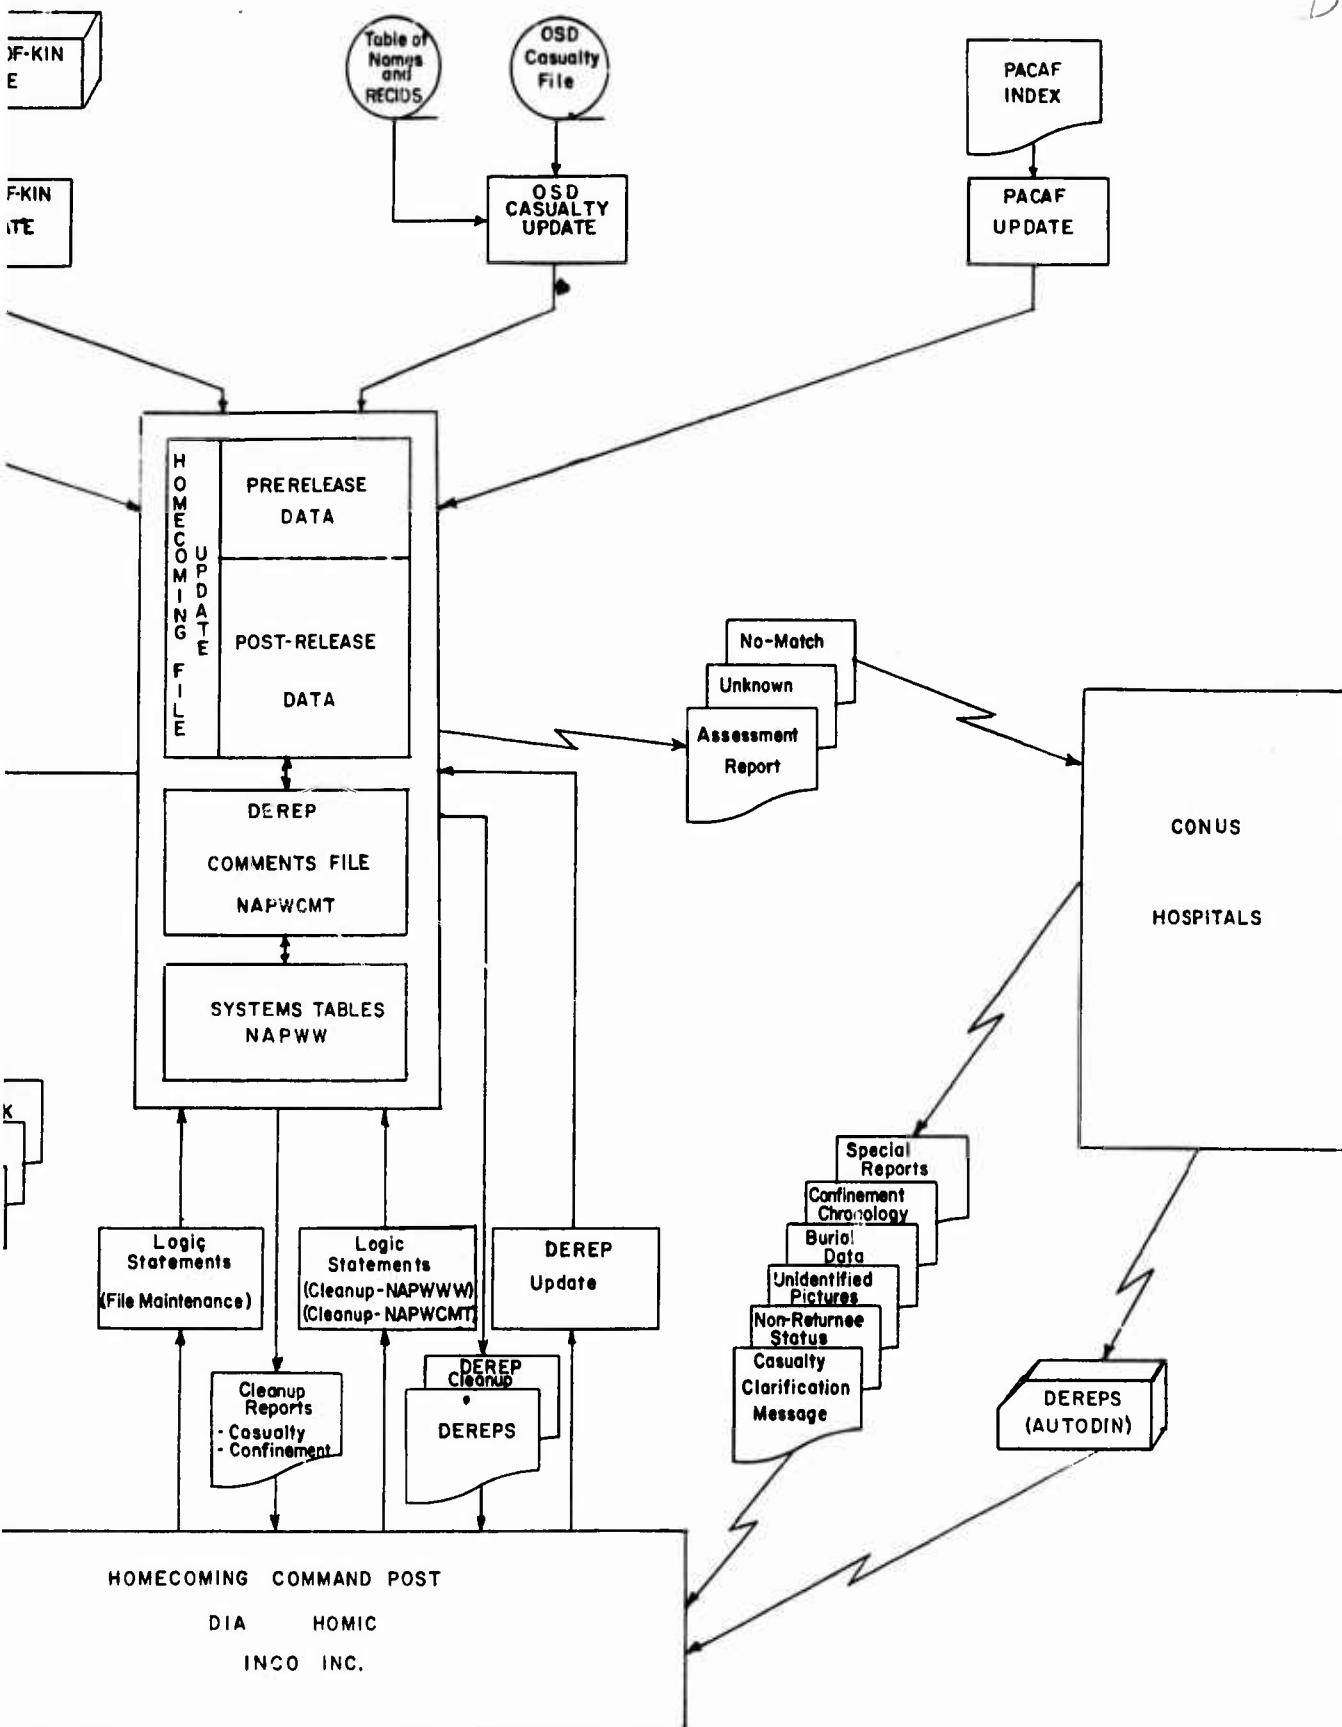 OF-KIN
E
Table of
Names
and
RECIDS
OSD
Casualty
File
PACAF
INDEX
F-KIN
ATE
OSD
CASUALTY
UPDATE
PACAF
UPDATE
HOMECOMING FILE
UPDATE
PRERELEASE
DATA
POST-RELEASE
DATA
No-Match
Unknown
Assessment
Report
DEREP
COMMENTS FILE
NAPWCMT
CONUS
HOSPITALS
SYSTEMS TABLES
NAPWW
K
Special
Reports
Confinement
Chronology
Burial
Data
Unidentified
Pictures
Non-Returnee
Status
Casualty
Clarification
Message
Logic
Statements
(File Maintenance)
Logic
Statements
(Cleanup-NAPWWW)
(Cleanup-NAPWCMT)
DEREP
Update
Cleanup
Reports
- Casualty
- Confinement
DEREP
Cleanup
DEREPS
DEREPS
(AUTODIN)
HOMECOMING COMMAND POST
DIA HOMIC
INCO INC.